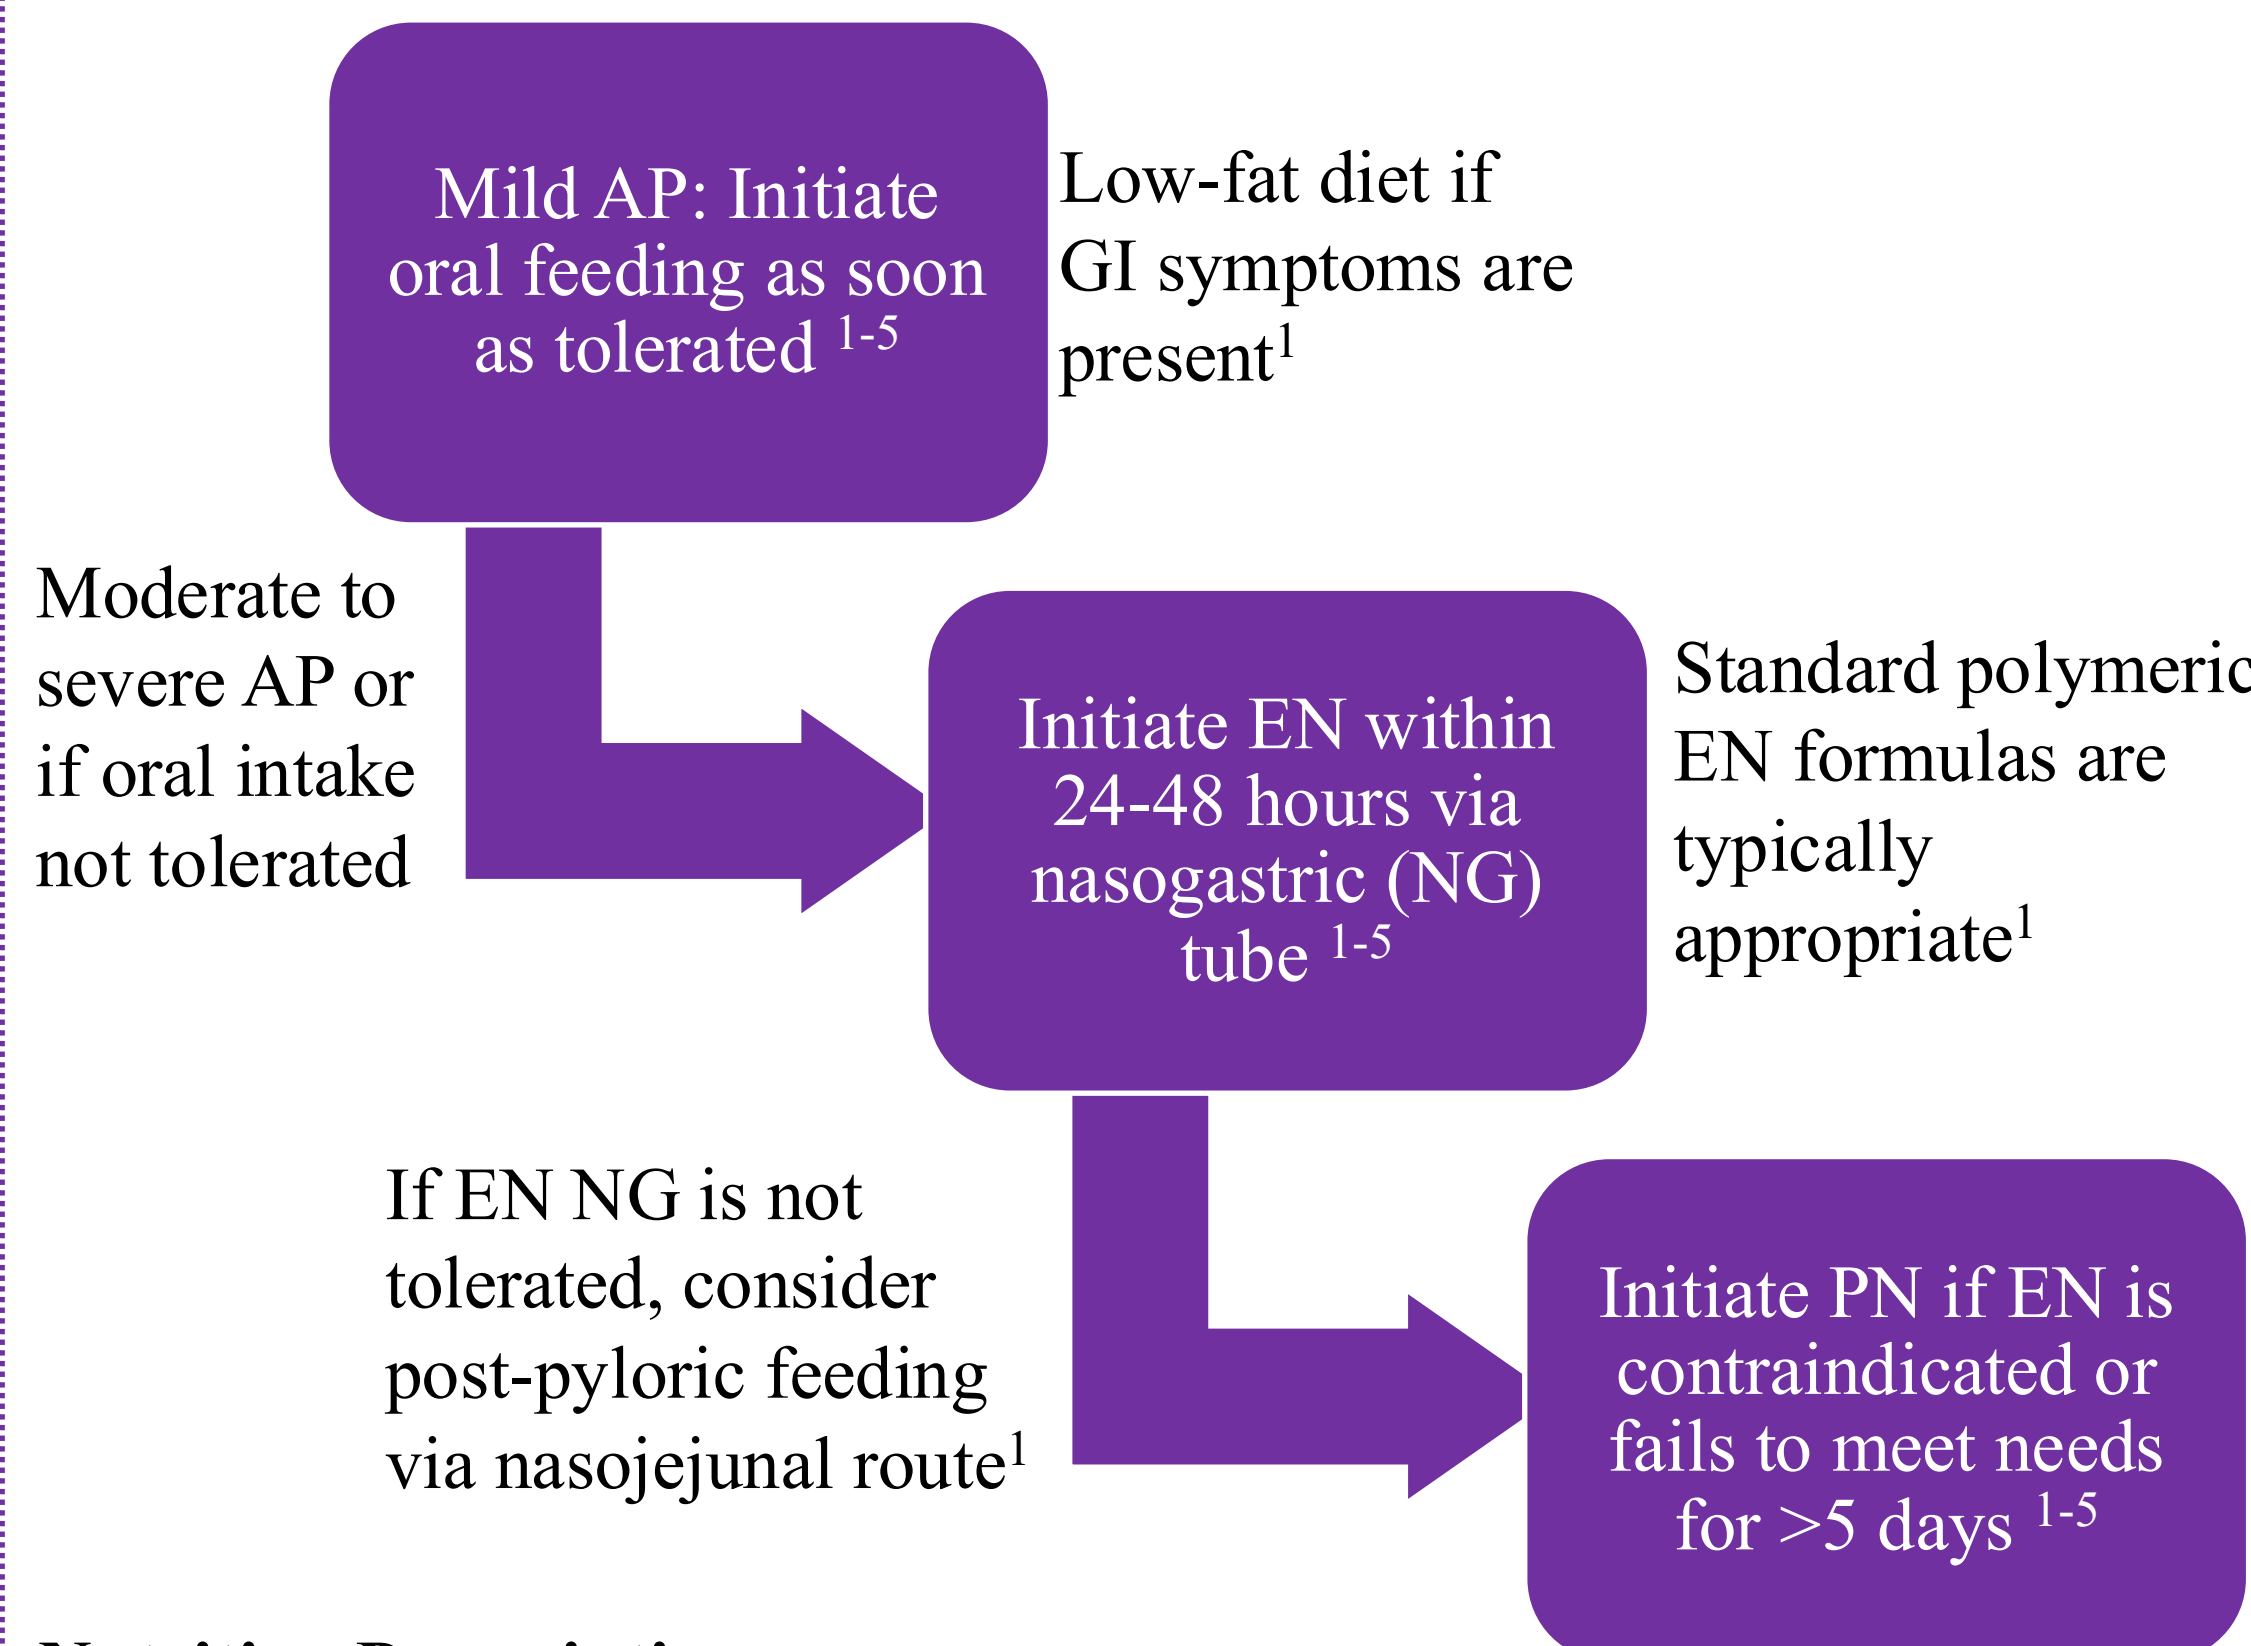 Mild AP: Initiate
oral feeding as soon
as tolerated 1-5
Low-fat diet if
GI symptoms are
present1
Moderate to
severe AP or
if oral intake
not tolerated
Initiate EN within
24-48 hours via
nasogastric (NG)
tube 1-5
Standard polymeric
EN formulas are
typically
appropriate1
If EN NG is not
tolerated, consider
post-pyloric feeding
via nasojejunal route1
Initiate PN if EN is
contraindicated or
fails to meet needs
for >5 days 1-5